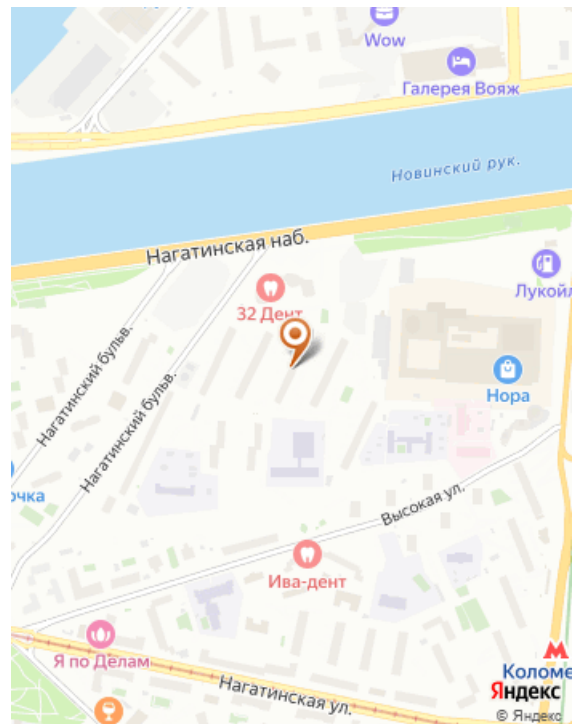 Wow
Галерея Вояж
Новинский рук.
Нагатинская наб.
Лукойл
32 Дент
Нагатинский бульв.
Нагатинский бульв.
Нора
очка
Высокая ул.
Ива-дент
Я по Делам
Нагатинская ул.
М
Коломе
Яндекс
© Яндекс